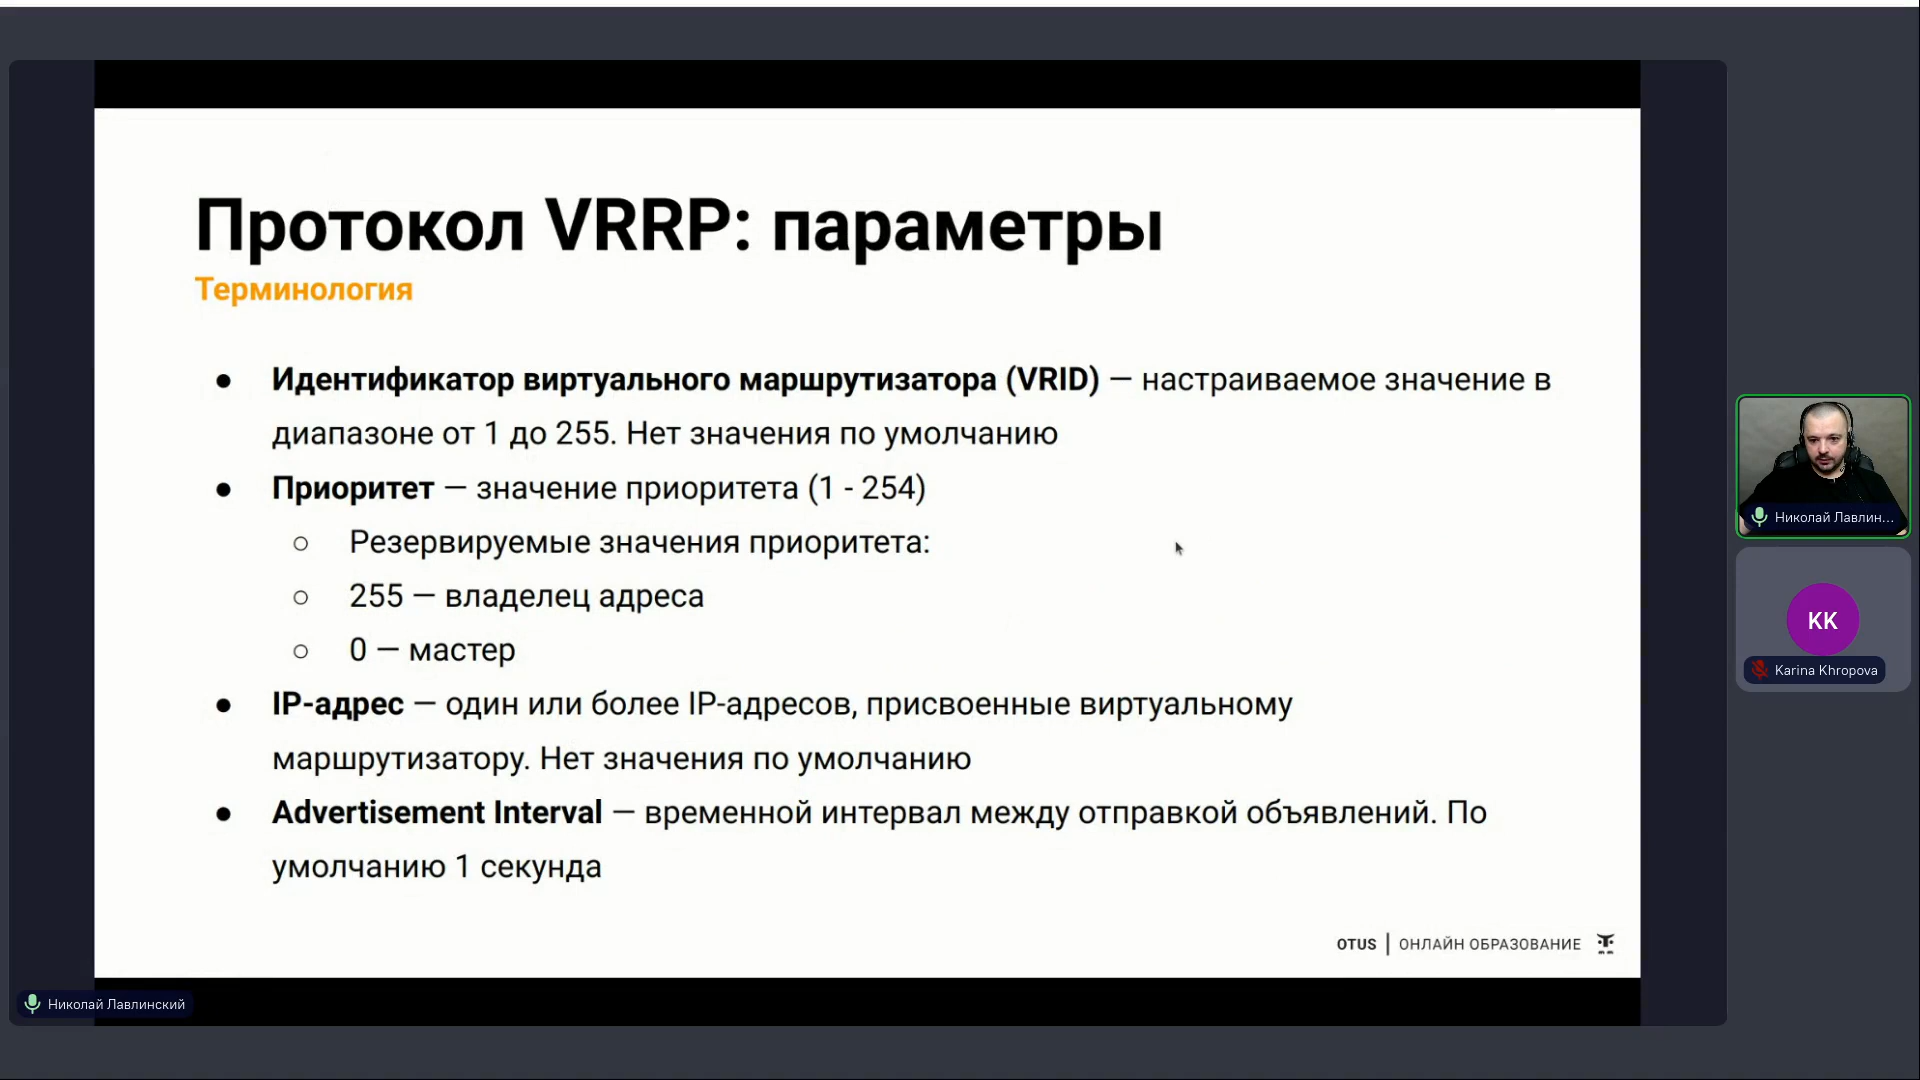 Протокол VRRP: параметры
Терминология
● Идентификатор виртуального маршрутизатора (VRID) — настраиваемое значение в
диапазоне от 1 до 255. Нет значения по умолчанию
● Приоритет — значение приоритета (1 - 254)
○ Резервируемые значения приоритета:
○ 255 — владелец адреса
○ 0 — мастер
● IP-адрес — один или более IP-адресов, присвоенные виртуальному
маршрутизатору. Нет значения по умолчанию
● Advertisement Interval — временной интервал между отправкой объявлений. По
умолчанию 1 секунда
OTUS | ОНЛАЙН ОБРАЗОВАНИЕ
Николай Лавлинский
Николай Лавлин...
KK
Karina Khropova